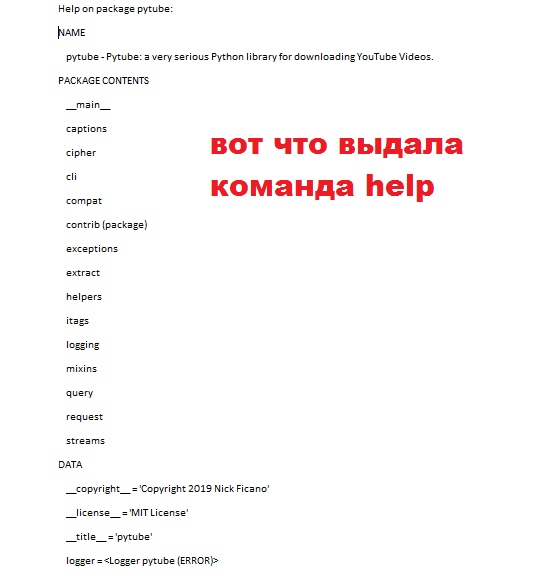 Help on package pytube:
NAME
pytube - Pytube: a very serious Python library for downloading YouTube Videos.
PACKAGE CONTENTS
__main__
captions
cipher
cli
compat
contrib (package)
exceptions
extract
helpers
itags
logging
mixins
query
request
streams
DATA
__copyright__ = 'Copyright 2019 Nick Ficano'
__license__ = 'MIT License'
__title__ = 'pytube'
logger = <Logger pytube (ERROR)>
вот что выдала
команда help